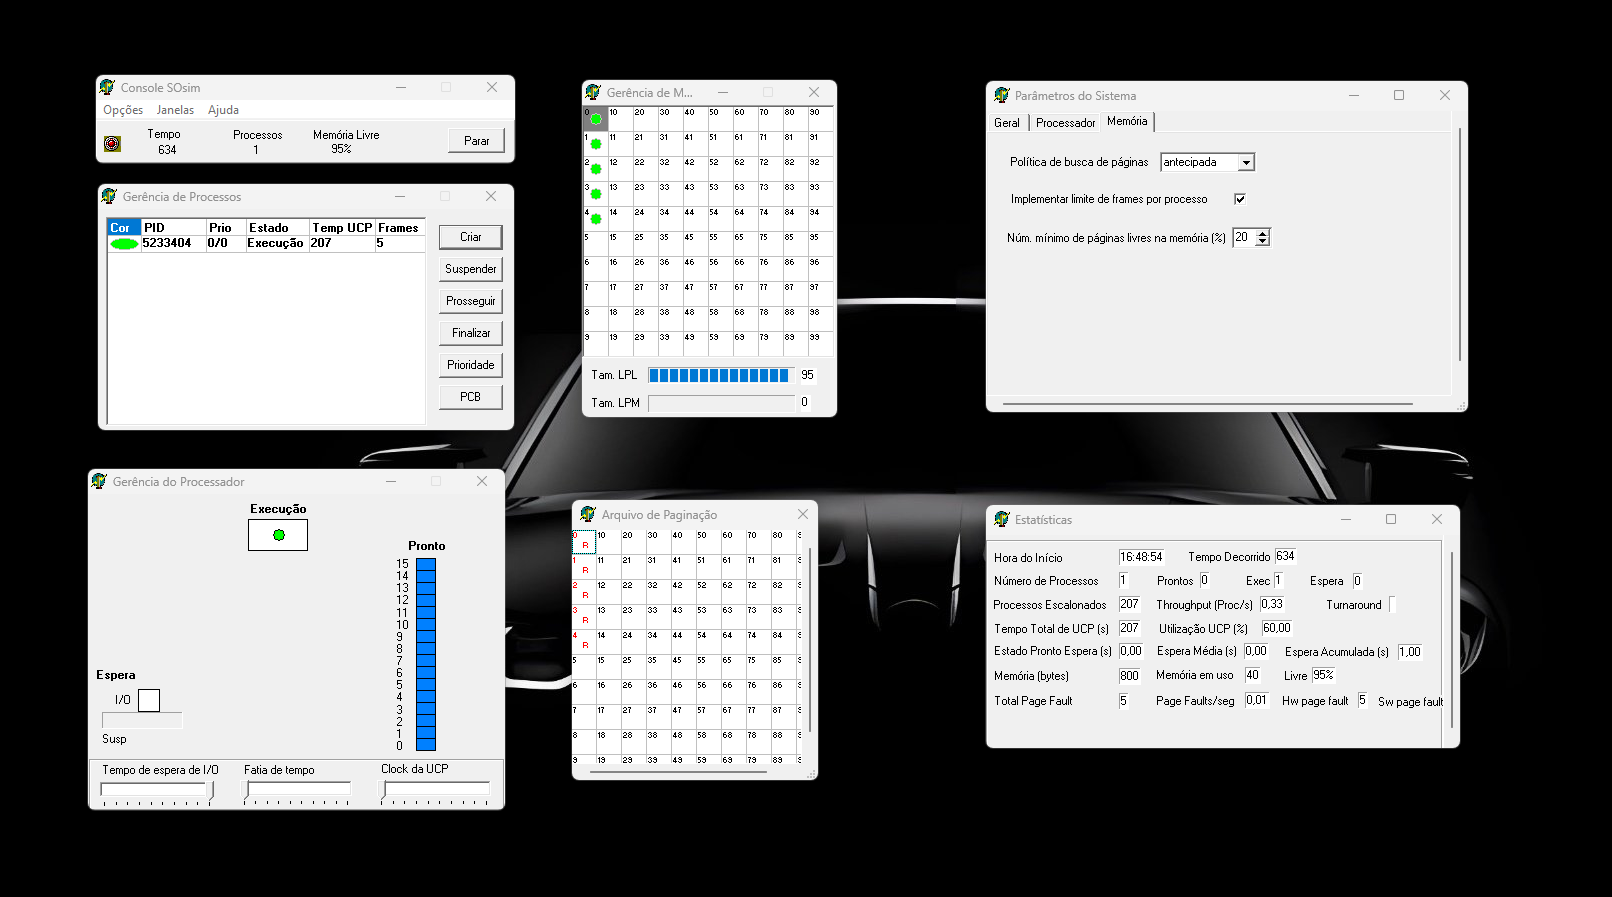 Console SOsim
Opções Janelas Ajuda
Tempo Processos Memória Livre
634 1 95%
Parar
Gerência de Processos
Cor PID Prio Estado Temp UCP Frames
5233404 0/0 Execução 207 5
Criar
Suspender
Prosseguir
Finalizar
Prioridade
PCB
Gerência de M...
0 10 20 30 40 50 60 70 80 90
1 11 21 31 41 51 61 71 81 91
2 12 22 32 42 52 62 72 82 92
3 13 23 33 43 53 63 73 83 93
4 14 24 34 44 54 64 74 84 94
5 15 25 35 45 55 65 75 85 95
6 16 26 36 46 56 66 76 86 96
7 17 27 37 47 57 67 77 87 97
8 18 28 38 48 58 68 78 88 98
9 19 29 39 49 59 69 79 89 99
Tam. LPL 95
Tam. LPM 0
Parâmetros do Sistema
Geral Processador Memória
Política de busca de páginas antecipada
Implementar limite de frames por processo
Núm. mínimo de páginas livres na memória (%) 20
Gerência do Processador
Execução
Pronto
15
14
13
12
11
10
9
8
7
6
5
4
3
2
1
0
Espera
I/O
Susp
Tempo de espera de I/O Fatia de tempo Clock da UCP
Arquivo de Paginação
0 R 10 20 30 40 50 60 70 80
1 R 11 21 31 41 51 61 71 81
2 R 12 22 32 42 52 62 72 82
3 R 13 23 33 43 53 63 73 83
4 R 14 24 34 44 54 64 74 84
5 15 25 35 45 55 65 75 85
6 16 26 36 46 56 66 76 86
7 17 27 37 47 57 67 77 87
8 18 28 38 48 58 68 78 88
9 19 29 39 49 59 69 79 89
Estatísticas
Hora do Início 16:48:54 Tempo Decorrido 634
Número de Processos 1 Prontos 0 Exec 1 Espera 0
Processos Escalonados 207 Throughput (Proc/s) 0,33 Turnaround
Tempo Total de UCP (s) 207 Utilização UCP (%) 60,00
Estado Pronto Espera (s) 0,00 Espera Média (s) 0,00 Espera Acumulada (s) 1,00
Memória (bytes) 800 Memória em uso 40 Livre 95%
Total Page Fault 5 Page Faults/seg 0,01 Hw page fault 5 Sw page fault